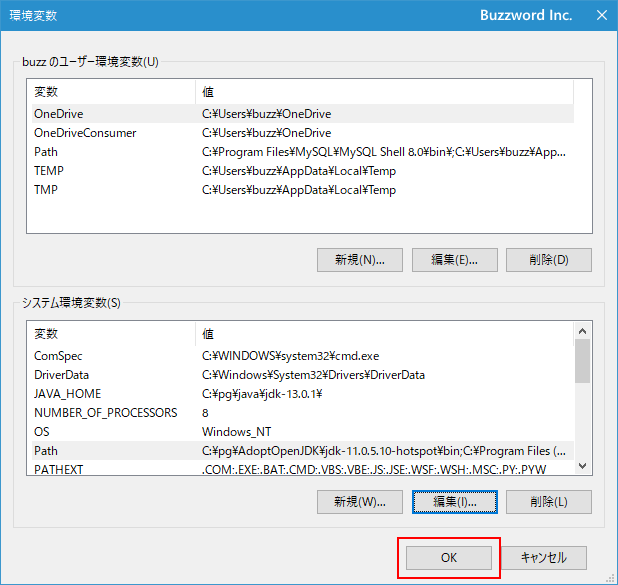 環境変数 Buzzword Inc.
buzz のユーザー環境変数(U)
変数 値
OneDrive C:¥Users¥buzz¥OneDrive
OneDriveConsumer C:¥Users¥buzz¥OneDrive
Path C:¥Program Files¥MySQL¥MySQL Shell 8.0¥bin¥;C:¥Users¥buzz¥App...
TEMP C:¥Users¥buzz¥AppData¥Local¥Temp
TMP C:¥Users¥buzz¥AppData¥Local¥Temp
新規(N)... 編集(E)... 削除(D)
システム環境変数(S)
変数 値
ComSpec C:¥WINDOWS¥system32¥cmd.exe
DriverData C:¥Windows¥System32¥Drivers¥DriverData
JAVA_HOME C:¥pg¥java¥jdk-13.0.1¥
NUMBER_OF_PROCESSORS 8
OS Windows_NT
Path C:¥pg¥AdoptOpenJDK¥jdk-11.0.5.10-hotspot¥bin;C:¥Program Files (...
PATHEXT .COM;.EXE;.BAT;.CMD;.VBS;.VBE;.JS;.JSE;.WSF;.WSH;.MSC;.PY;.PYW
新規(W)... 編集(I)... 削除(L)
OK キャンセル